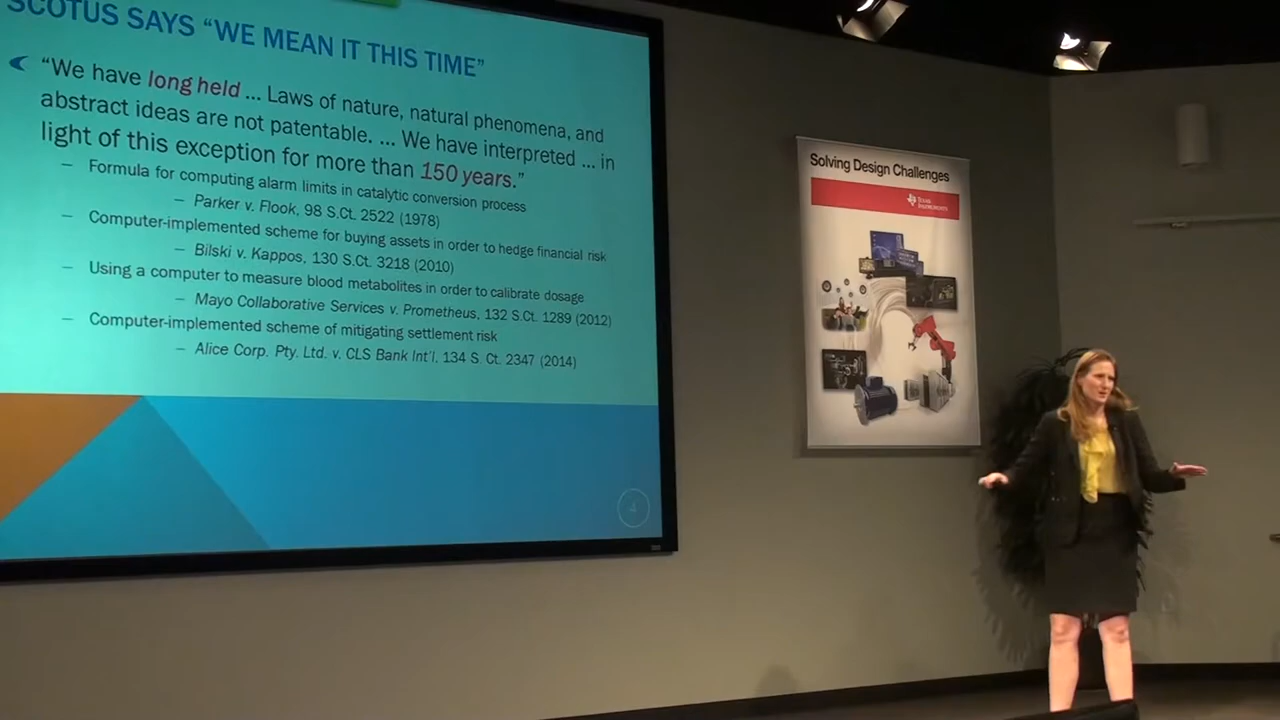 SCOTUS SAYS “WE MEAN IT THIS TIME”
“We have long held ... Laws of nature, natural phenomena, and
abstract ideas are not patentable. ... We have interpreted ... in
light of this exception for more than 150 years.”
– Formula for computing alarm limits in catalytic conversion process
– Parker v. Flook, 98 S.Ct. 2522 (1978)
– Computer-implemented scheme for buying assets in order to hedge financial risk
– Bilski v. Kappos, 130 S.Ct. 3218 (2010)
– Using a computer to measure blood metabolites in order to calibrate dosage
– Mayo Collaborative Services v. Prometheus, 132 S.Ct. 1289 (2012)
– Computer-implemented scheme of mitigating settlement risk
– Alice Corp. Pty. Ltd. v. CLS Bank Int'l, 134 S. Ct. 2347 (2014)
4
Solving Design Challenges
TEXAS
INSTRUMENTS